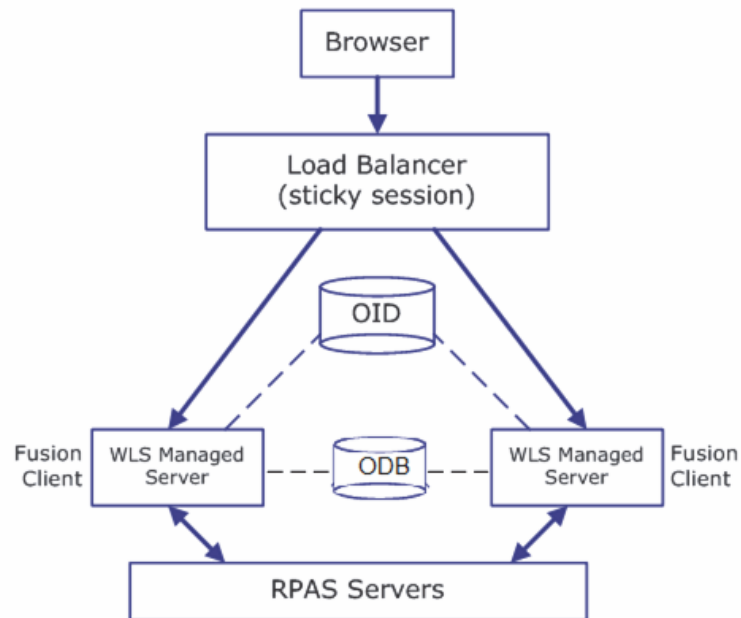 Browser
Load Balancer
(sticky session)
OID
Fusion
Client
WLS Managed
Server
ODB
WLS Managed
Server
Fusion
Client
RPAS Servers